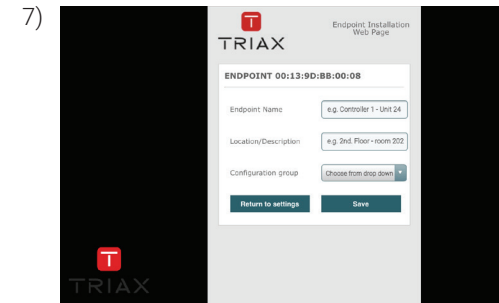 7)
TRIAX
Endpoint Installation
Web Page
ENDPOINT 00:13:9D:BB:00:08
Endpoint Name
e.g. Controller 1 - Unit 24
Location/Description
e.g. 2nd. Floor - room 202
Configuration group
Choose from drop down
Return to settings
Save
TRIAX